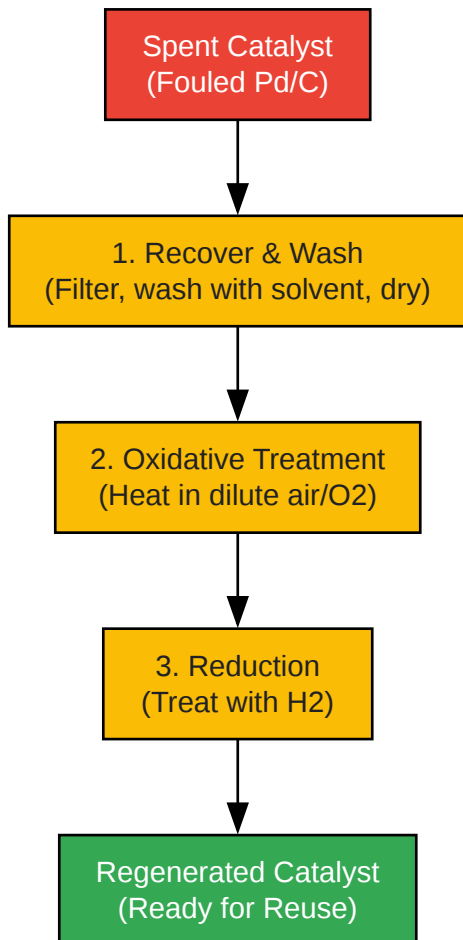 Spent Catalyst
(Fouled Pd/C)
1. Recover & Wash
(Filter, wash with solvent, dry)
2. Oxidative Treatment
(Heat in dilute air/O2)
3. Reduction
(Treat with H2)
Regenerated Catalyst
(Ready for Reuse)